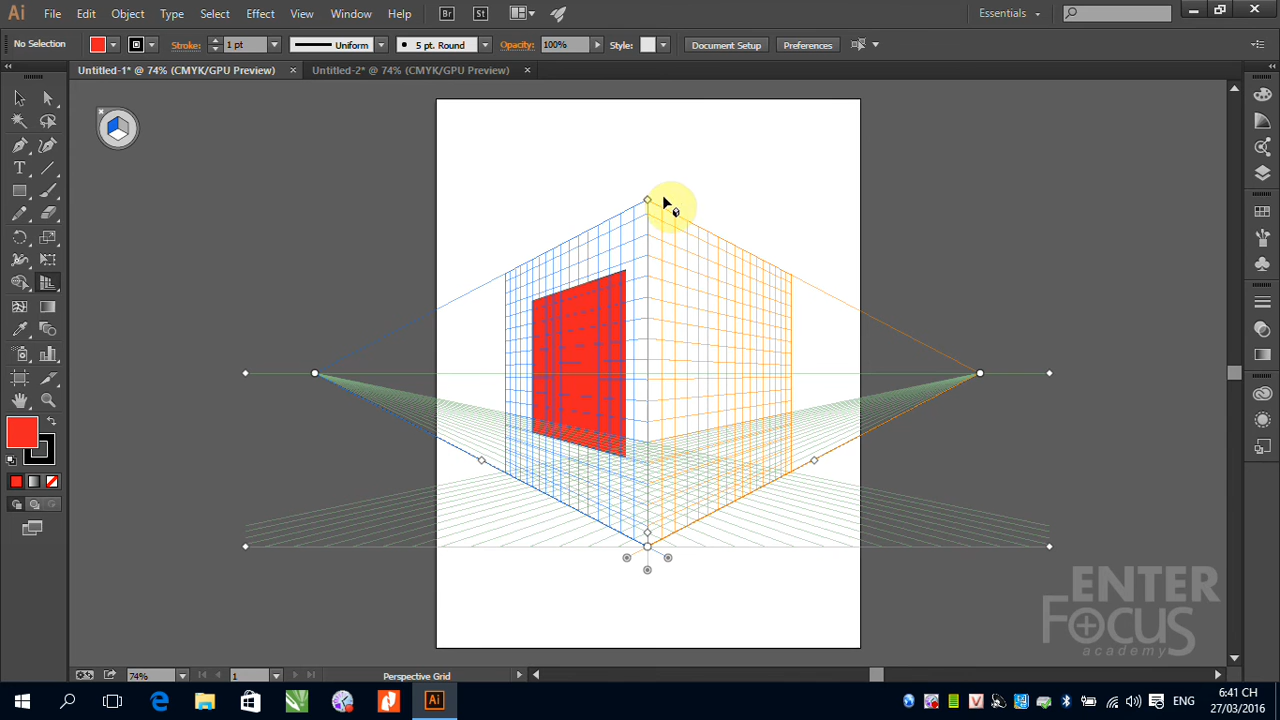 Ai File Edit Object Type Select Effect View Window Help Br St Essentials
No Selection Stroke: 1 pt Uniform 5 pt. Round Opacity: 100% Style: Document Setup Preferences
Untitled-1* @ 74% (CMYK/GPU Preview) × Untitled-2* @ 74% (CMYK/GPU Preview) ×
T
ENTER
FOCUS
academy
74% 1 Perspective Grid
Ai ENG 6:41 CH
27/03/2016